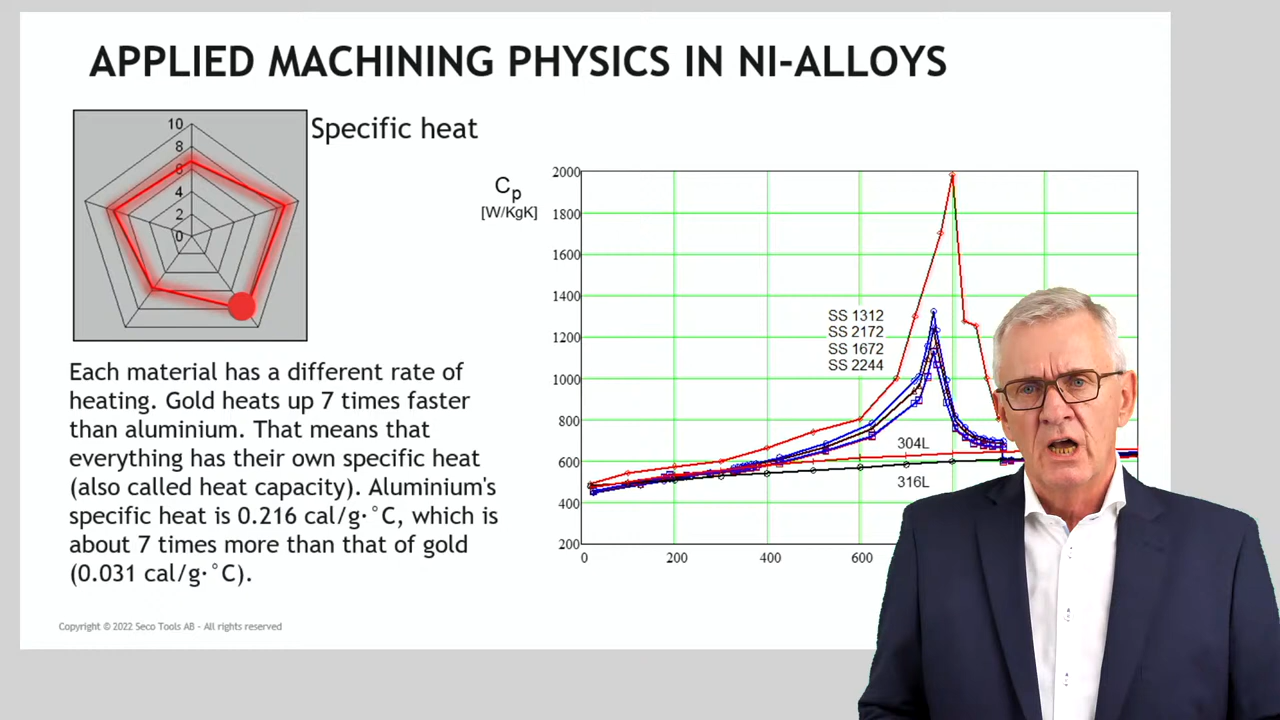 APPLIED MACHINING PHYSICS IN NI-ALLOYS
10
8
6
4
2
0
Specific heat
Each material has a different rate of
heating. Gold heats up 7 times faster
than aluminium. That means that
everything has their own specific heat
(also called heat capacity). Aluminium's
specific heat is 0.216 cal/g·°C, which is
about 7 times more than that of gold
(0.031 cal/g·°C).
Cp
[W/KgK]
2000
1800
1600
1400
1200
1000
800
600
400
200
SS 1312
SS 2172
SS 1672
SS 2244
304L
316L
0
200
400
600
Copyright © 2022 Seco Tools AB - All rights reserved